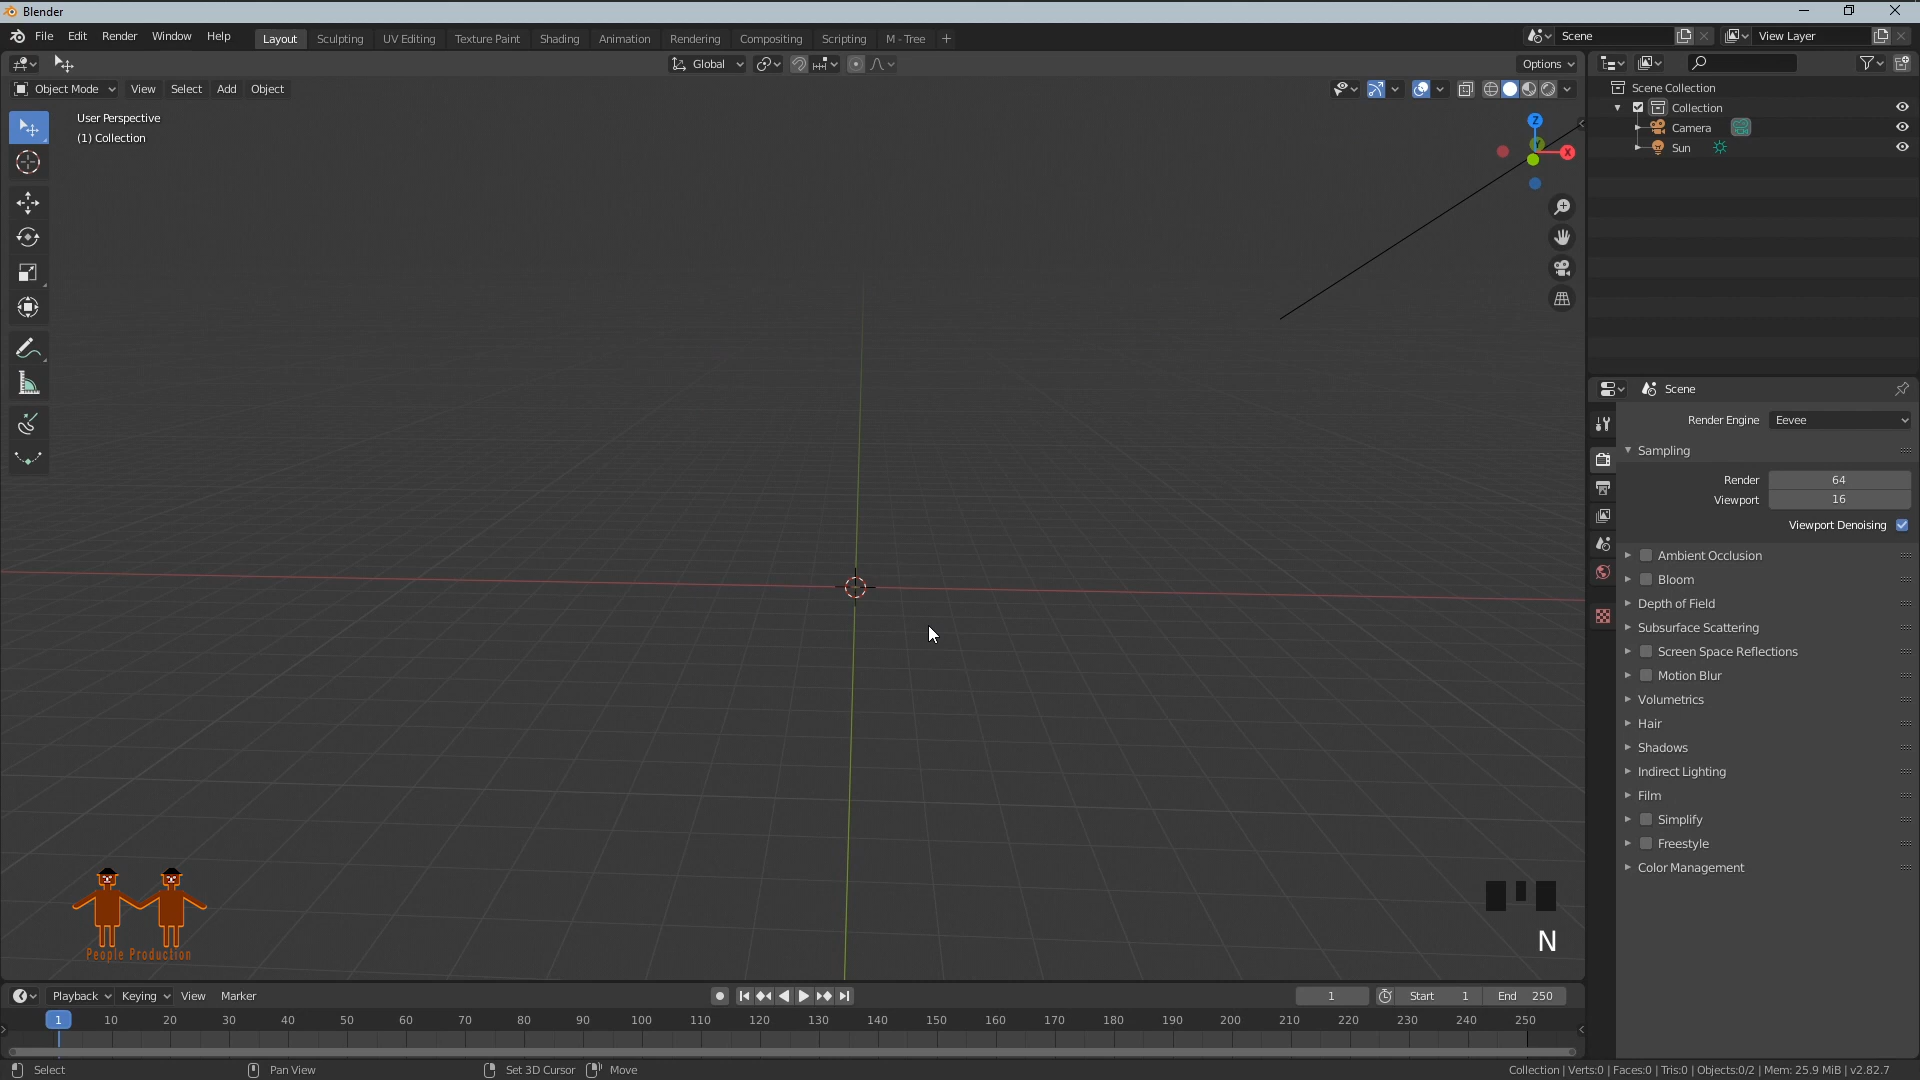 Blender
File Edit Render Window Help Layout Sculpting UV Editing Texture Paint Shading Animation Rendering Compositing Scripting M - Tree + Scene View Layer
Global Options
Object Mode View Select Add Object
User Perspective
(1) Collection
Z
Y
X
Scene Collection
Collection
Camera
Sun
Scene
Render Engine Eevee
Sampling
Render 64
Viewport 16
Viewport Denoising
Ambient Occlusion
Bloom
Depth of Field
Subsurface Scattering
Screen Space Reflections
Motion Blur
Volumetrics
Hair
Shadows
Indirect Lighting
Film
Simplify
Freestyle
Color Management
N
People Production
Playback Keying View Marker 1 Start 1 End 250
1 10 20 30 40 50 60 70 80 90 100 110 120 130 140 150 160 170 180 190 200 210 220 230 240 250
Select Pan View Set 3D Cursor Move Collection | Verts:0 | Faces:0 | Tris:0 | Objects:0/2 | Mem: 25.9 MiB | v2.82.7